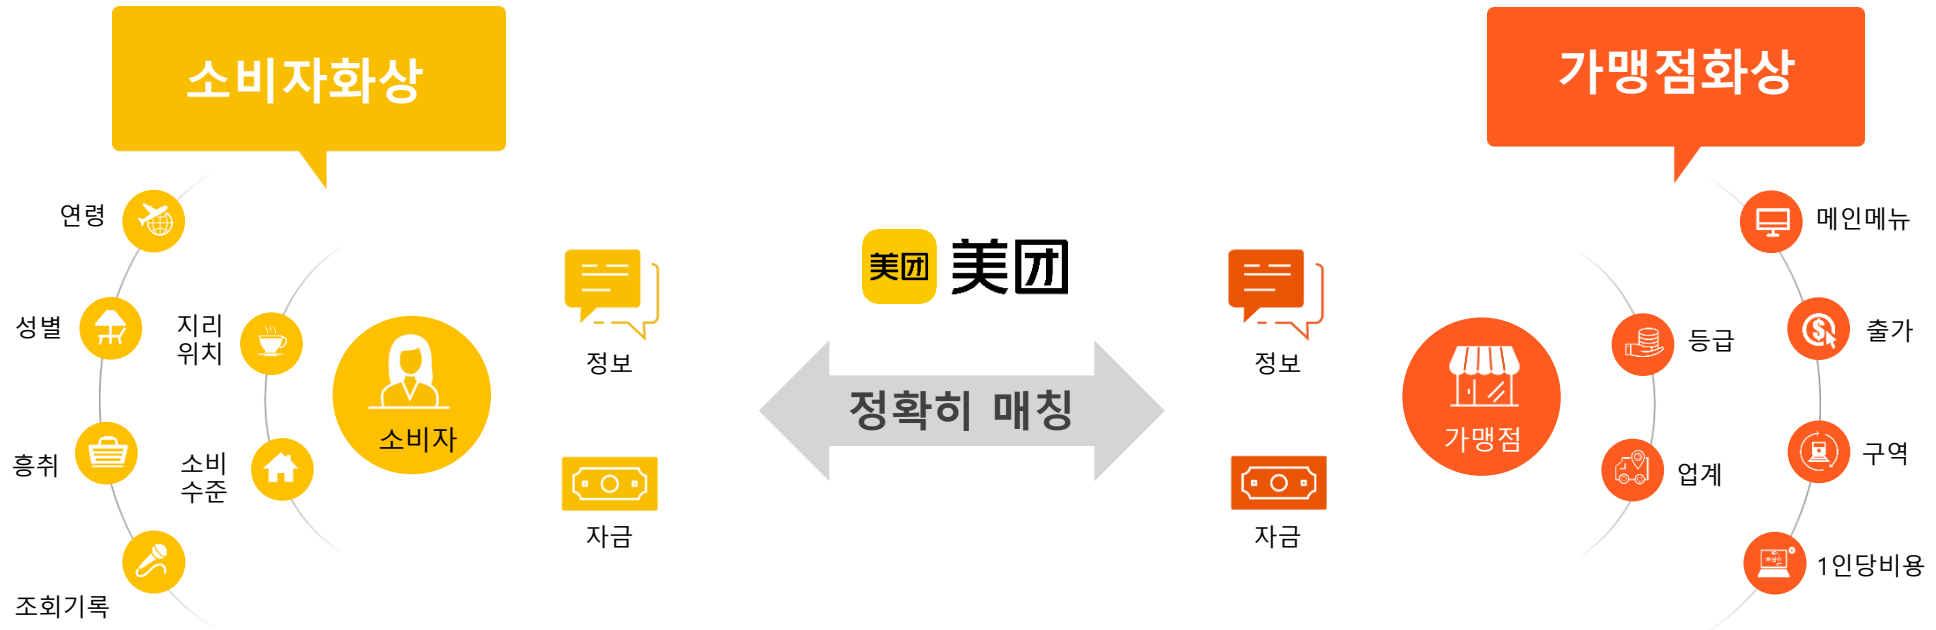 소비자화상
연령
성별
흥취
조회기록
지리
위치
소비
수준
소비자
정보
자금
美团
美团
정확히 매칭
정보
자금
가맹점화상
가맹점
등급
업계
메인메뉴
출가
구역
1인당비용